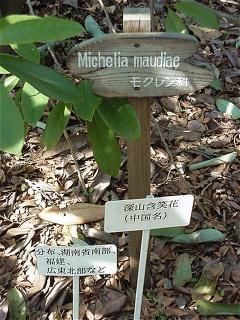 Michelia maudiae
モクレン科
深山含笑花
(中国名)
分布、湖南省南部、
福建、
広東北部など